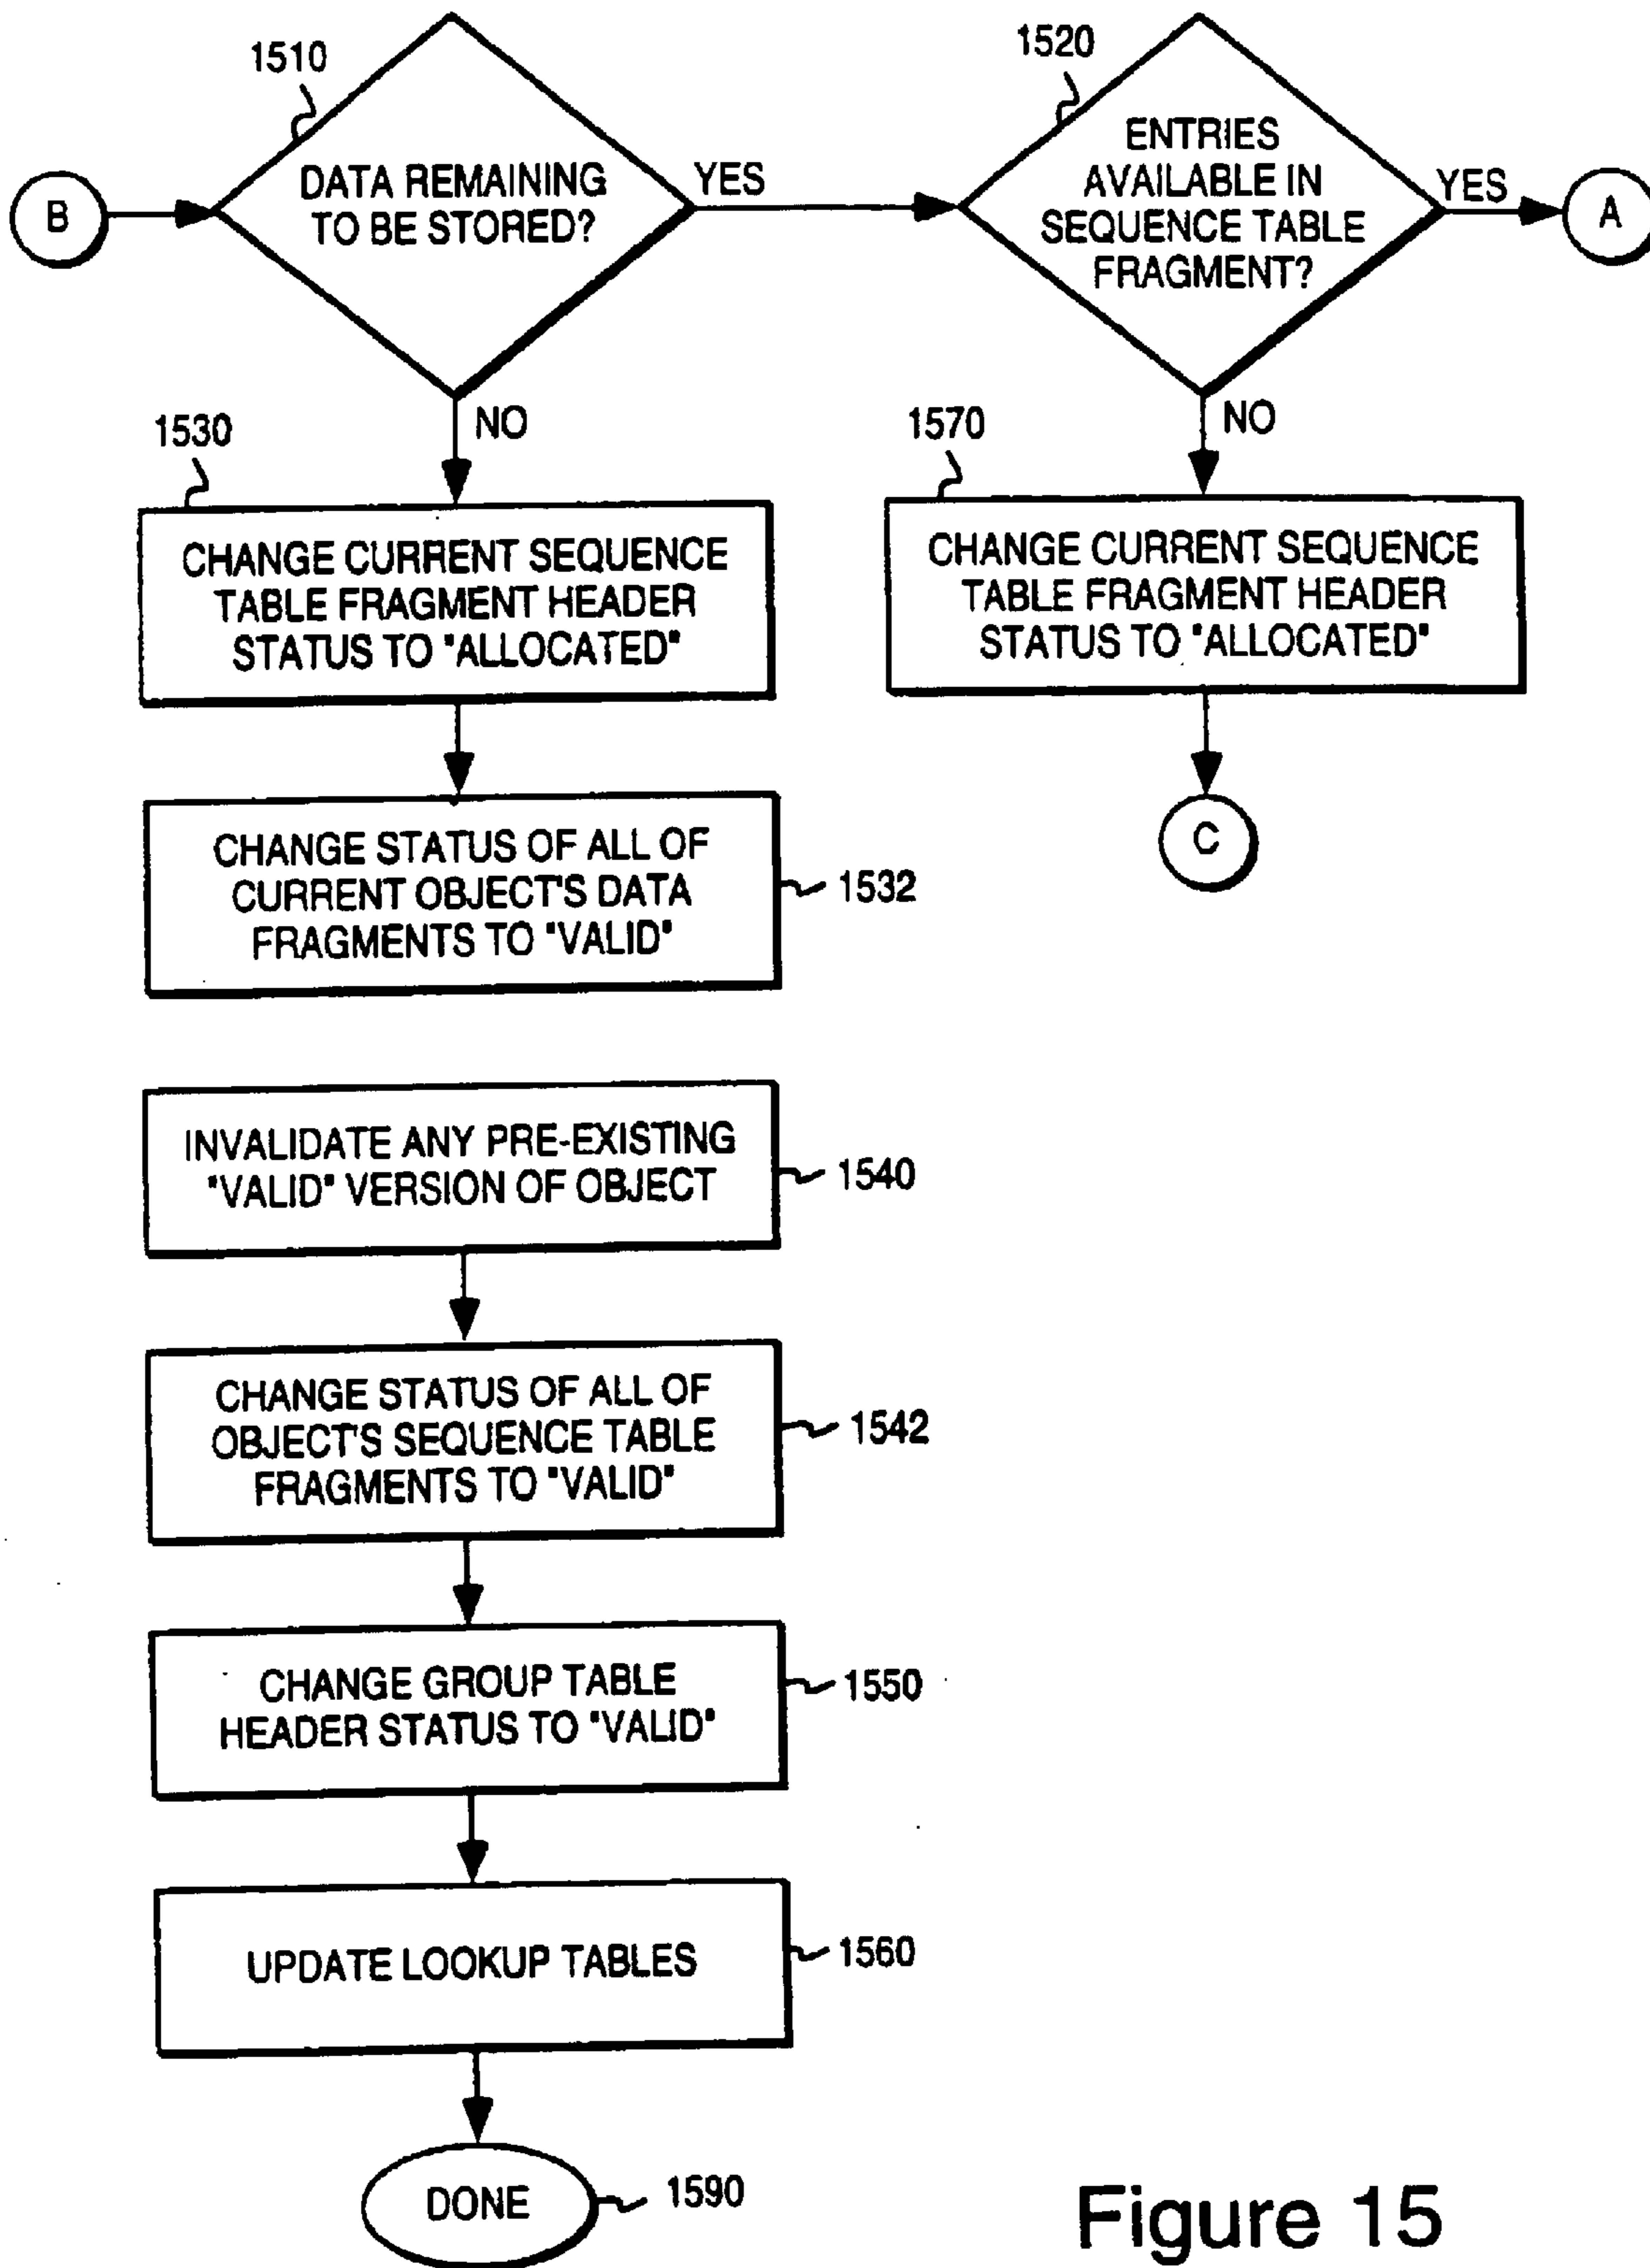 1510
1520
B
DATA REMAINING
TO BE STORED?
YES
ENTRIES
AVAILABLE IN
SEQUENCE TABLE
FRAGMENT?
YES
A
NO
NO
1530
CHANGE CURRENT SEQUENCE
TABLE FRAGMENT HEADER
STATUS TO "ALLOCATED"
1570
CHANGE CURRENT SEQUENCE
TABLE FRAGMENT HEADER
STATUS TO "ALLOCATED"
C
CHANGE STATUS OF ALL OF
CURRENT OBJECT'S DATA
FRAGMENTS TO "VALID"
1532
INVALIDATE ANY PRE-EXISTING
"VALID" VERSION OF OBJECT
1540
CHANGE STATUS OF ALL OF
OBJECT'S SEQUENCE TABLE
FRAGMENTS TO "VALID"
1542
CHANGE GROUP TABLE
HEADER STATUS TO "VALID"
1550
UPDATE LOOKUP TABLES
1560
DONE
1590
Figure 15